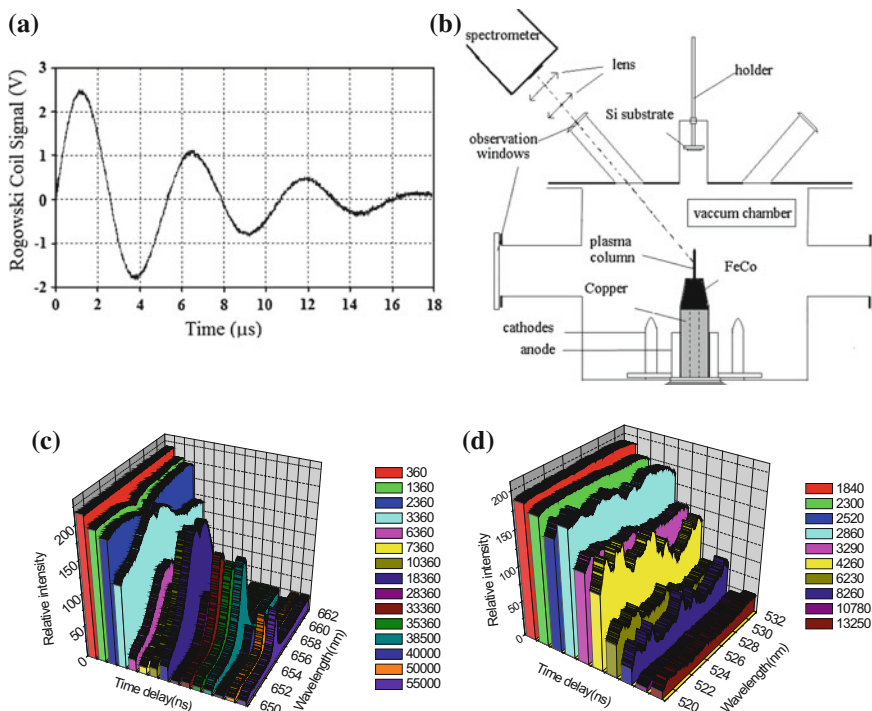 (a)
Rogowski Coil Signal (V)
3
2
1
0
-1
-2
0 2 4 6 8 10 12 14 16 18
Time (µs)
(b)
spectrometer
lens
holder
Si substrate
observation
windows
vaccum chamber
plasma
column
FeCo
Copper
cathodes
anode
(c)
Relative intensity
200
150
100
50
0
Time delay(ns)
650
652
654
656
658
660
662
Wavelength(nm)
360
1360
2360
3360
6360
7360
10360
18360
28360
33360
35360
38500
40000
50000
55000
(d)
Relative intensity
200
150
100
50
0
Time delay(ns)
520
522
524
526
528
530
532
Wavelength(nm)
1840
2300
2520
2860
3290
4260
6230
8260
10780
13250